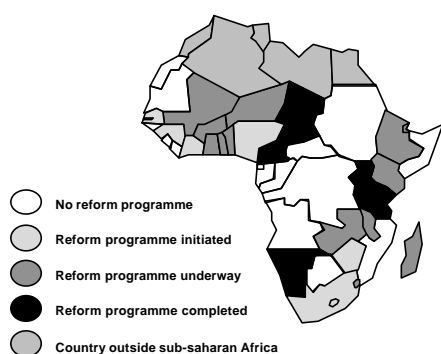 No reform programme
Reform programme initiated
Reform programme underway
Reform programme completed
Country outside sub-saharan Africa